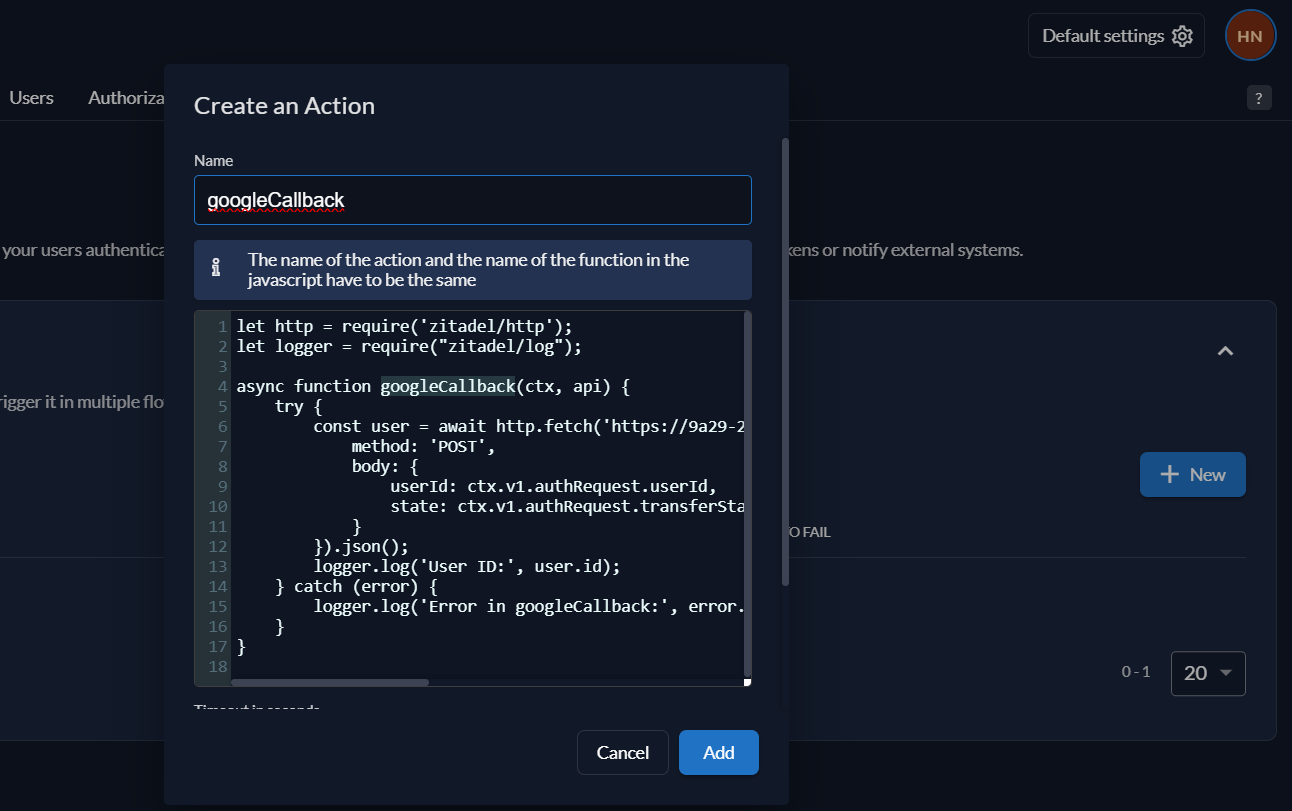 Default settings
HN
Users
Authoriza
?
Create an Action
Name
googleCallback
your users authentica
kens or notify external systems.
The name of the action and the name of the function in the
javascript have to be the same
1 let http = require('zitadel/http');
2 let logger = require("zitadel/log");
3
4 async function googleCallback(ctx, api) {
5 try {
6 const user = await http.fetch('https://9a29-2
7 method: 'POST',
8 body: {
9 userId: ctx.v1.authRequest.userId,
10 state: ctx.v1.authRequest.transferSta
11 }
12 }).json();
13 logger.log('User ID:', user.id);
14 } catch (error) {
15 logger.log('Error in googleCallback:', error.
16 }
17 }
18
rigger it in multiple flo
New
O FAIL
0 - 1
20
Timeout in seconds
Cancel
Add